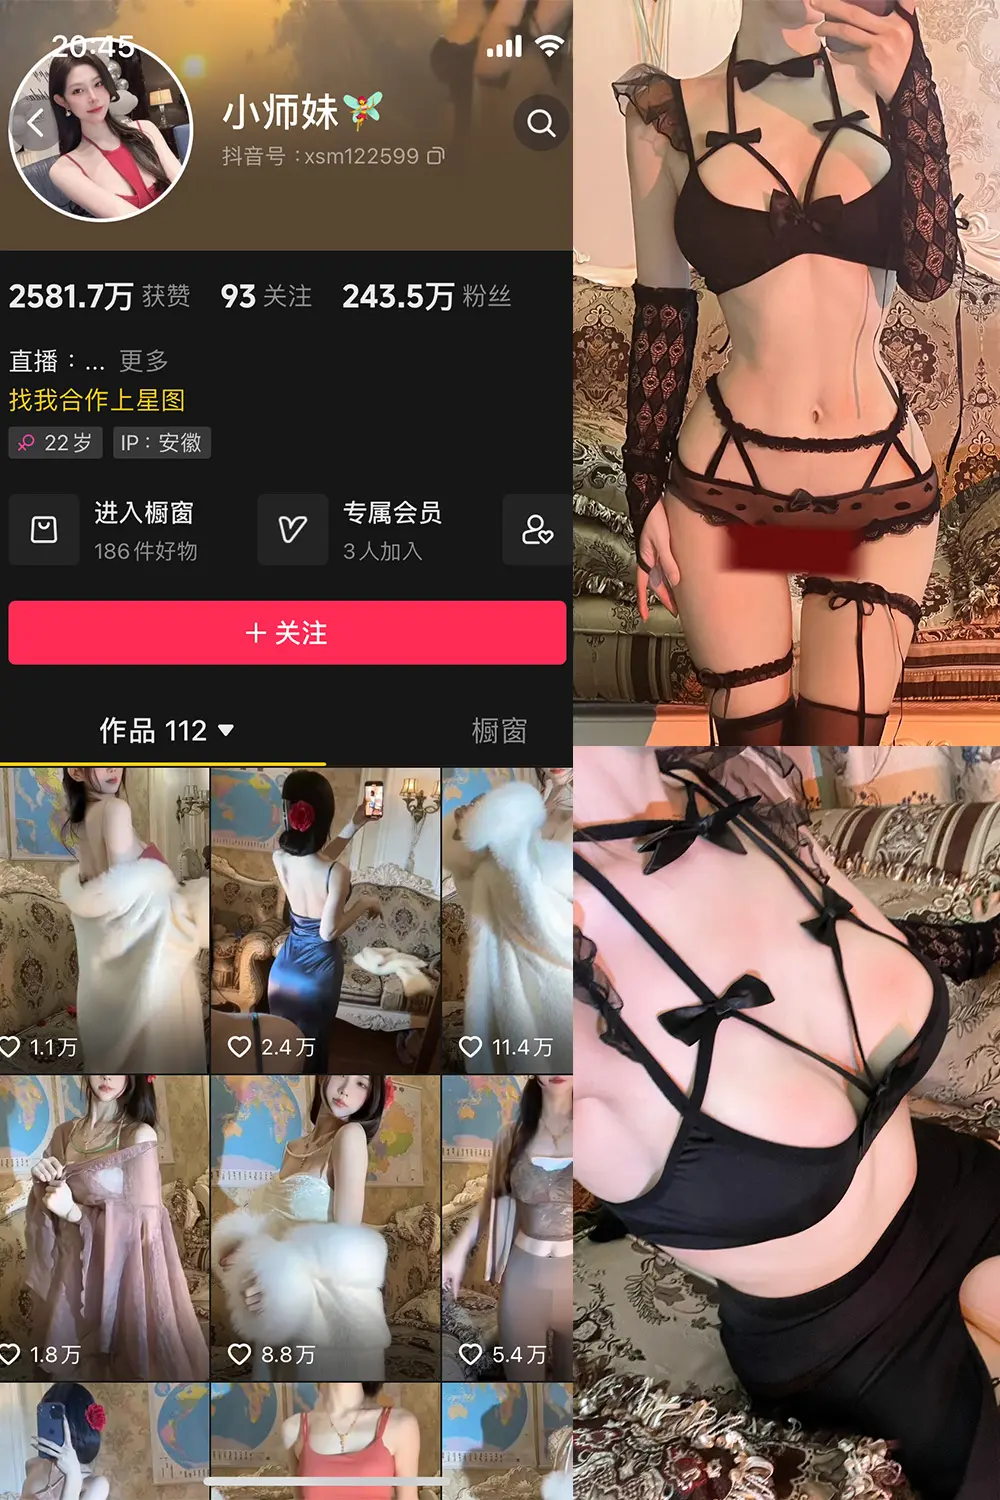 20:45
小师妹
抖音号：xsm122599
2581.7万 获赞 93 关注 243.5万 粉丝
直播：... 更多
找我合作上星图
22岁 IP：安徽
进入橱窗
186件好物
专属会员
3人加入
+ 关注
作品 112
橱窗
1.1万
2.4万
11.4万
1.8万
8.8万
5.4万